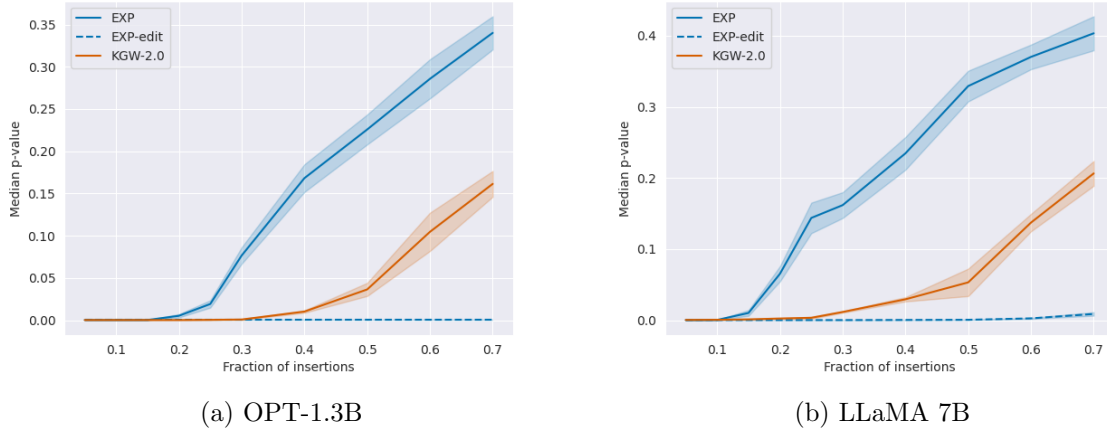 EXP
EXP-edit
KGW-2.0
Median p-value
0.35
0.30
0.25
0.20
0.15
0.10
0.05
0.00
0.1 0.2 0.3 0.4 0.5 0.6 0.7
Fraction of insertions
(a) OPT-1.3B
EXP
EXP-edit
KGW-2.0
Median p-value
0.4
0.3
0.2
0.1
0.0
0.1 0.2 0.3 0.4 0.5 0.6 0.7
Fraction of insertions
(b) LLaMA 7B